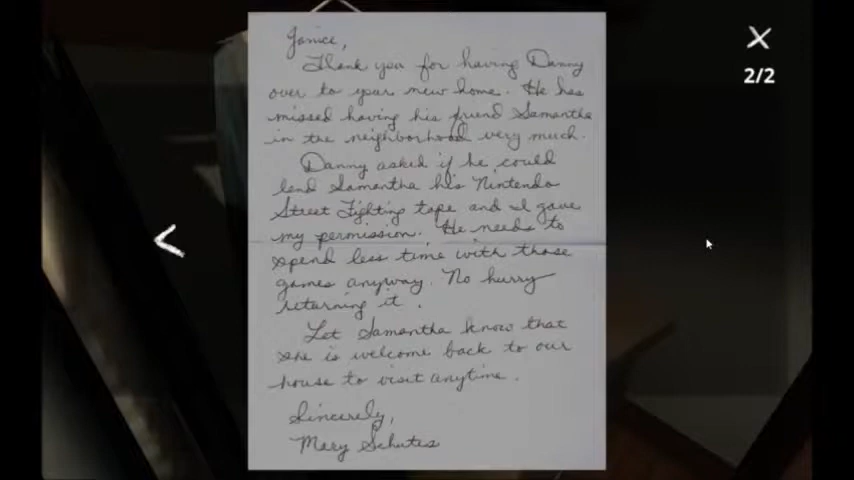 Janice,
Thank you for having Danny
over to your new home. He has
missed having his friend Samantha
in the neighborhood very much.
Danny asked if he could
lend Samantha his Nintendo
Street Fighting tape and I gave
my permission. He needs to
spend less time with those
games anyway. No hurry
returning it.
Let Samantha know that
she is welcome back to our
house to visit anytime.
Sincerely,
Mary Schutes
2/2